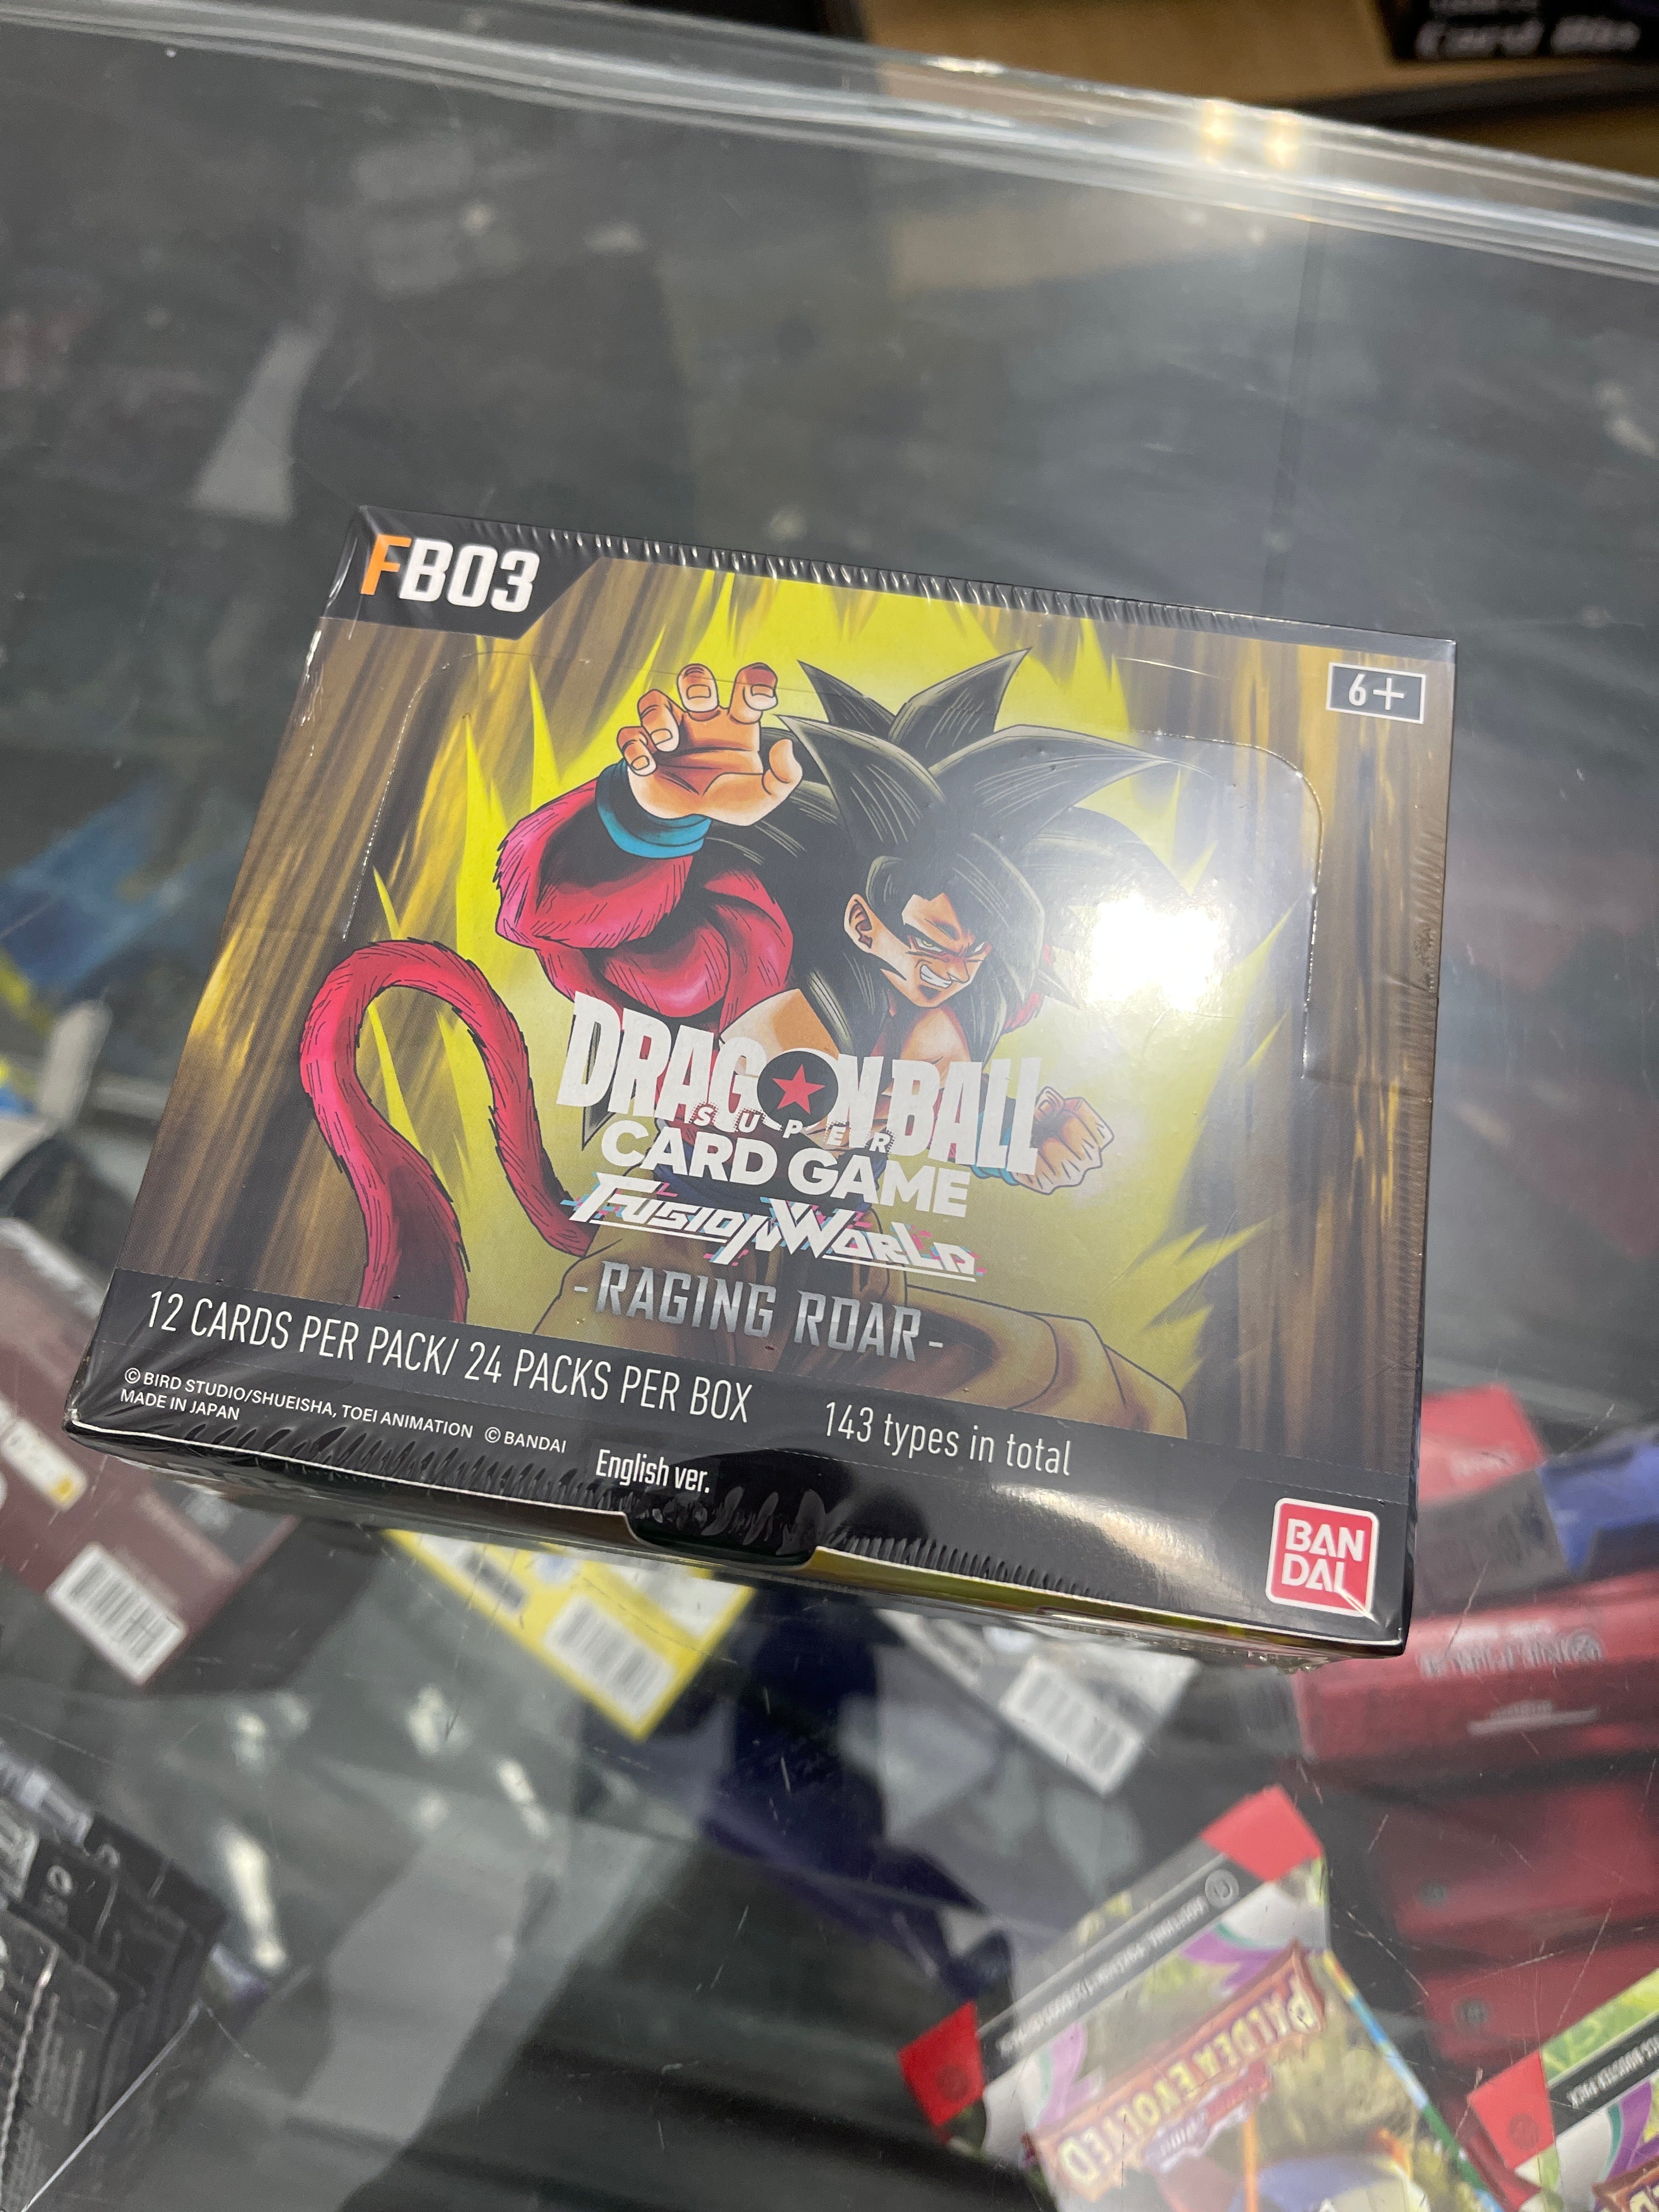 Card Bin
FB03
6+
DRAGON BALL
SUPER
CARD GAME
FUSION WORLD
-RAGING ROAR-
12 CARDS PER PACK/ 24 PACKS PER BOX
143 types in total
©BIRD STUDIO/SHUEISHA, TOEI ANIMATION ©BANDAI
MADE IN JAPAN
English ver.
BAN
DAI
PALDEA EVOLVED